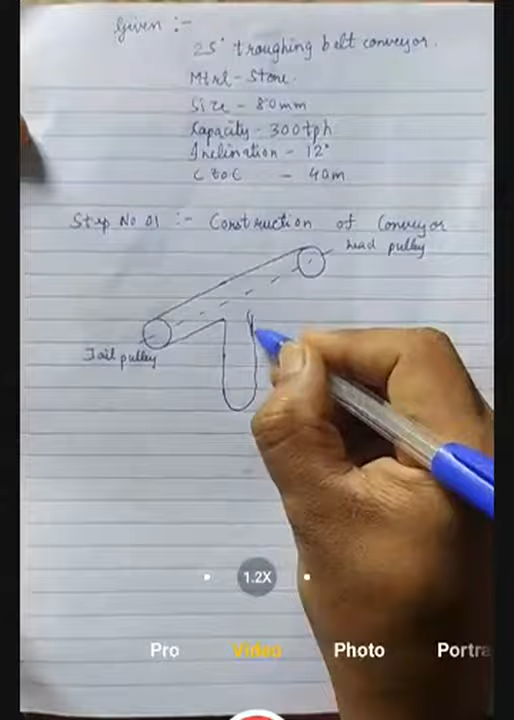 Given :-
25° troughing belt conveyor.
Mtrl - Stone.
Size - 80mm
Capacity - 300tph
Inclination - 12°
C to C - 40m
Step No 01 :- Construction of Conveyor
head pulley
Tail pulley
1.2X
Pro Video Photo Portra